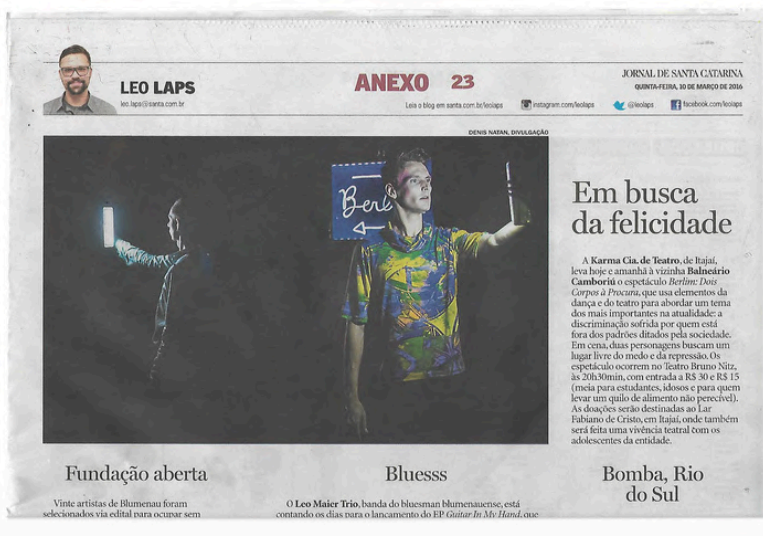 LEO LAPS
leo.laps@santa.com.br
ANEXO 23
JORNAL DE SANTA CATARINA
QUINTA-FEIRA, 10 DE MARÇO DE 2016
Leia o blog em santa.com.br/leolaps
instagram.com/leolaps
@leolaps
facebook.com/leolaps
DENIS NATAN, DIVULGAÇÃO
Berl
Em busca
da felicidade
A Karma Cia. de Teatro, de Itajaí,
leva hoje e amanhã à vizinha Balneário
Camboriú o espetáculo Berlim: Dois
Corpos à Procura, que usa elementos da
dança e do teatro para abordar um tema
dos mais importantes na atualidade: a
discriminação sofrida por quem está
fora dos padrões ditados pela sociedade.
Em cena, duas personagens buscam um
lugar livre do medo e da repressão. Os
espetáculo ocorrem no Teatro Bruno Nitz,
às 20h30min, com entrada a R$ 30 e R$ 15
(meia para estudantes, idosos e para quem
levar um quilo de alimento não perecível).
As doações serão destinadas ao Lar
Fabiano de Cristo, em Itajaí, onde também
será feita uma vivência teatral com os
adolescentes da entidade.
Fundação aberta
Vinte artistas de Blumenau foram
selecionados via edital para ocupar sem
Bluesss
O Leo Maier Trio, banda do bluesman blumenauense, está
contando os dias para o lançamento do EP Guitar In My Hand, que
Bomba, Rio
do Sul